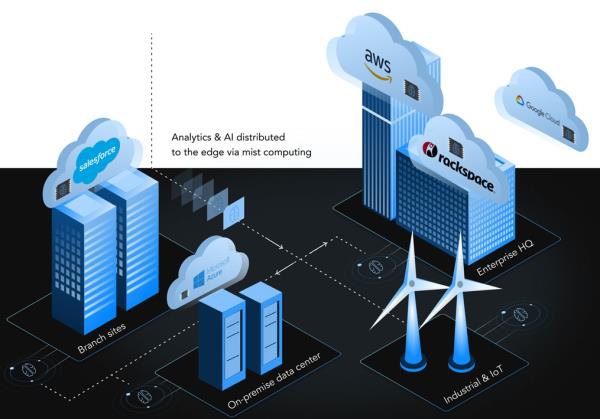 aws
Google Cloud
Analytics & AI distributed
to the edge via mist computing
salesforce
rackspace
Microsoft
Azure
Enterprise HQ
Branch sites
On-premise data center
Industrial & IoT